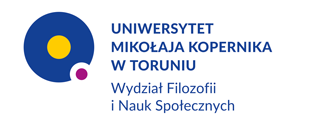 UNIWERSYTET
MIKOŁAJA KOPERNIKA
W TORUNIU
Wydział Filozofii
i Nauk Społecznych